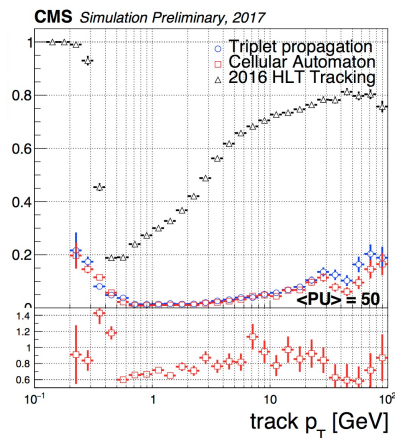 CMS Simulation Preliminary, 2017
1
Triplet propagation
Cellular Automaton
2016 HLT Tracking
0.8
0.6
0.4
0.2
0
<PU> = 50
1.4
1.2
1.0
0.8
0.6
10⁻¹ 1 10 10²
track p_T [GeV]